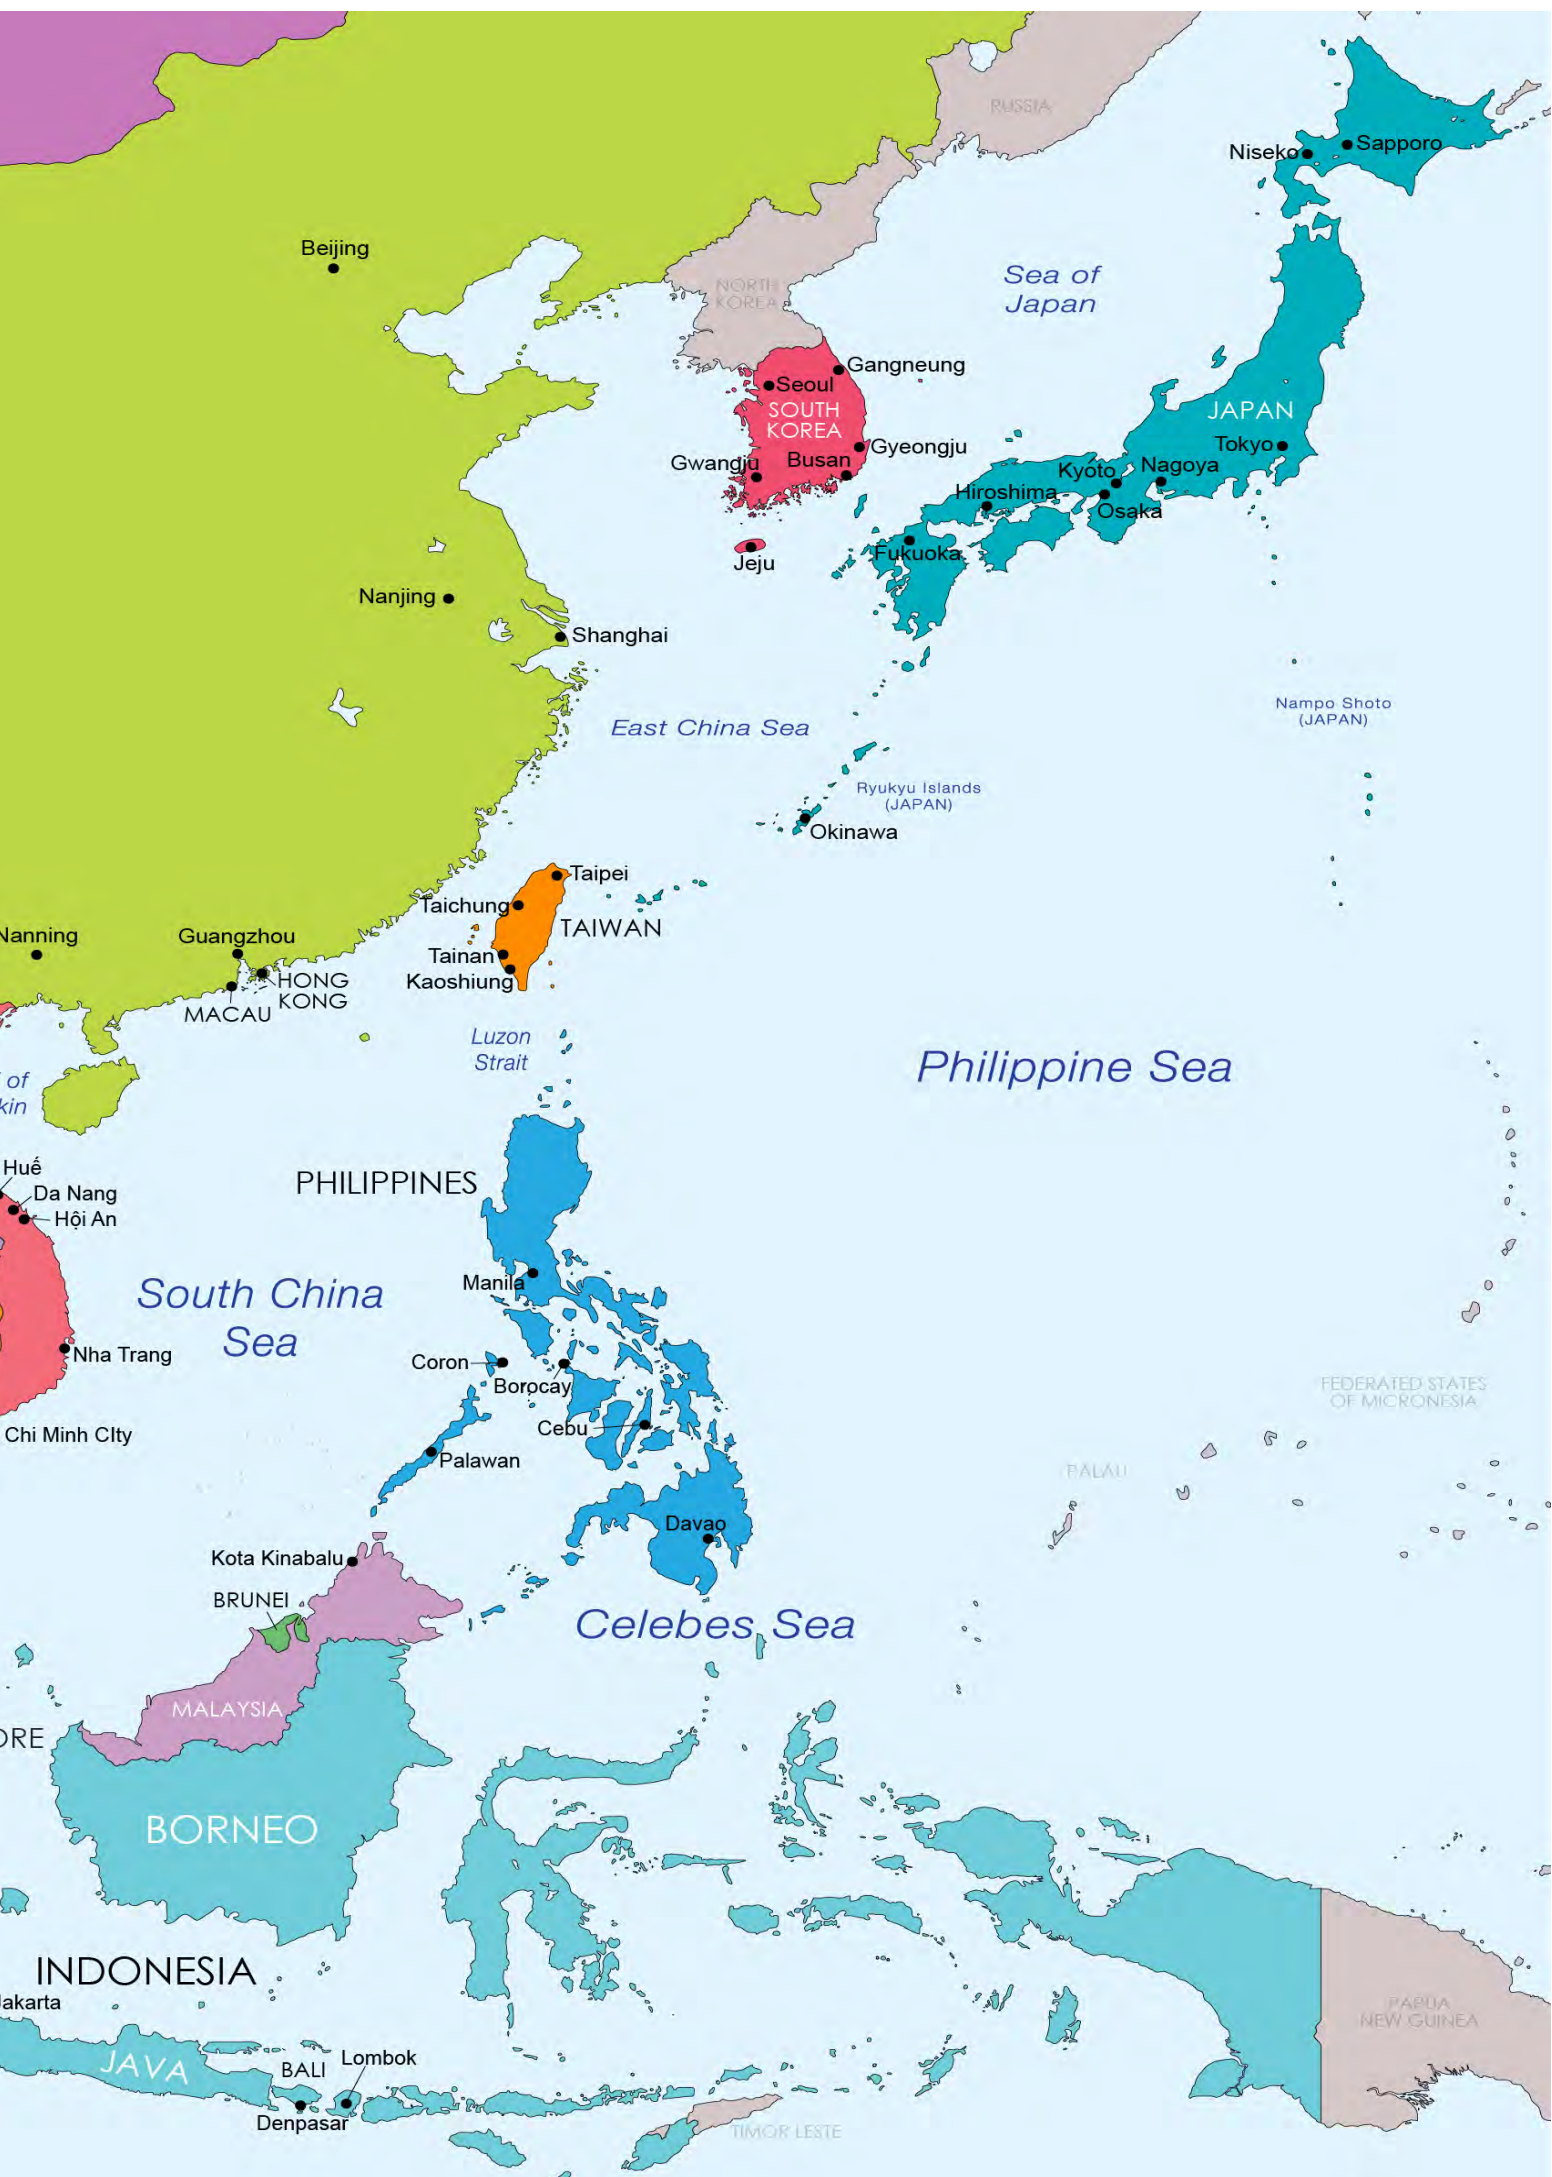 RUSSIA
Niseko
Sapporo
Beijing
Sea of
Japan
NORTH
KOREA
Gangneung
Seoul
SOUTH
KOREA
JAPAN
Gyeongju
Tokyo
Gwangju
Busan
Kyoto
Nagoya
Hiroshima
Osaka
Fukuoka
Jeju
Nanjing
Shanghai
East China Sea
Nampo Shoto
(JAPAN)
Ryukyu Islands
(JAPAN)
Okinawa
Taipei
Taichung
TAIWAN
Nanning
Guangzhou
Tainan
Kaoshiung
HONG
KONG
MACAU
Luzon
Strait
Philippine Sea
of
kin
Huế
Da Nang
Hội An
PHILIPPINES
Manila
South China
Sea
Nha Trang
Coron
Borocay
FEDERATED STATES
OF MICRONESIA
Cebu
Chi Minh CIty
Palawan
PALAU
Davao
Kota Kinabalu
BRUNEI
Celebes Sea
MALAYSIA
ORE
BORNEO
INDONESIA
Jakarta
PAPUA
NEW GUINEA
JAVA
BALI
Lombok
Denpasar
TIMOR LESTE